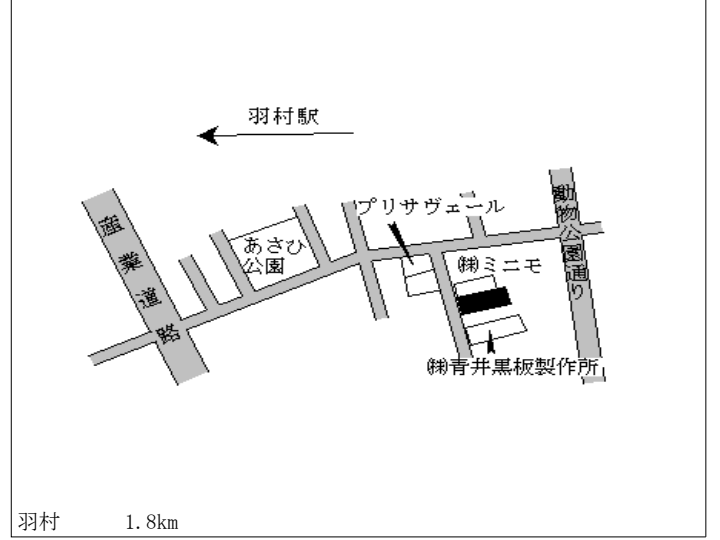 羽村駅
プリサヴェール
動物公園通り
産業道路
あさひ
公園
㈱ミニモ
㈱青井黒板製作所
羽村 1.8km